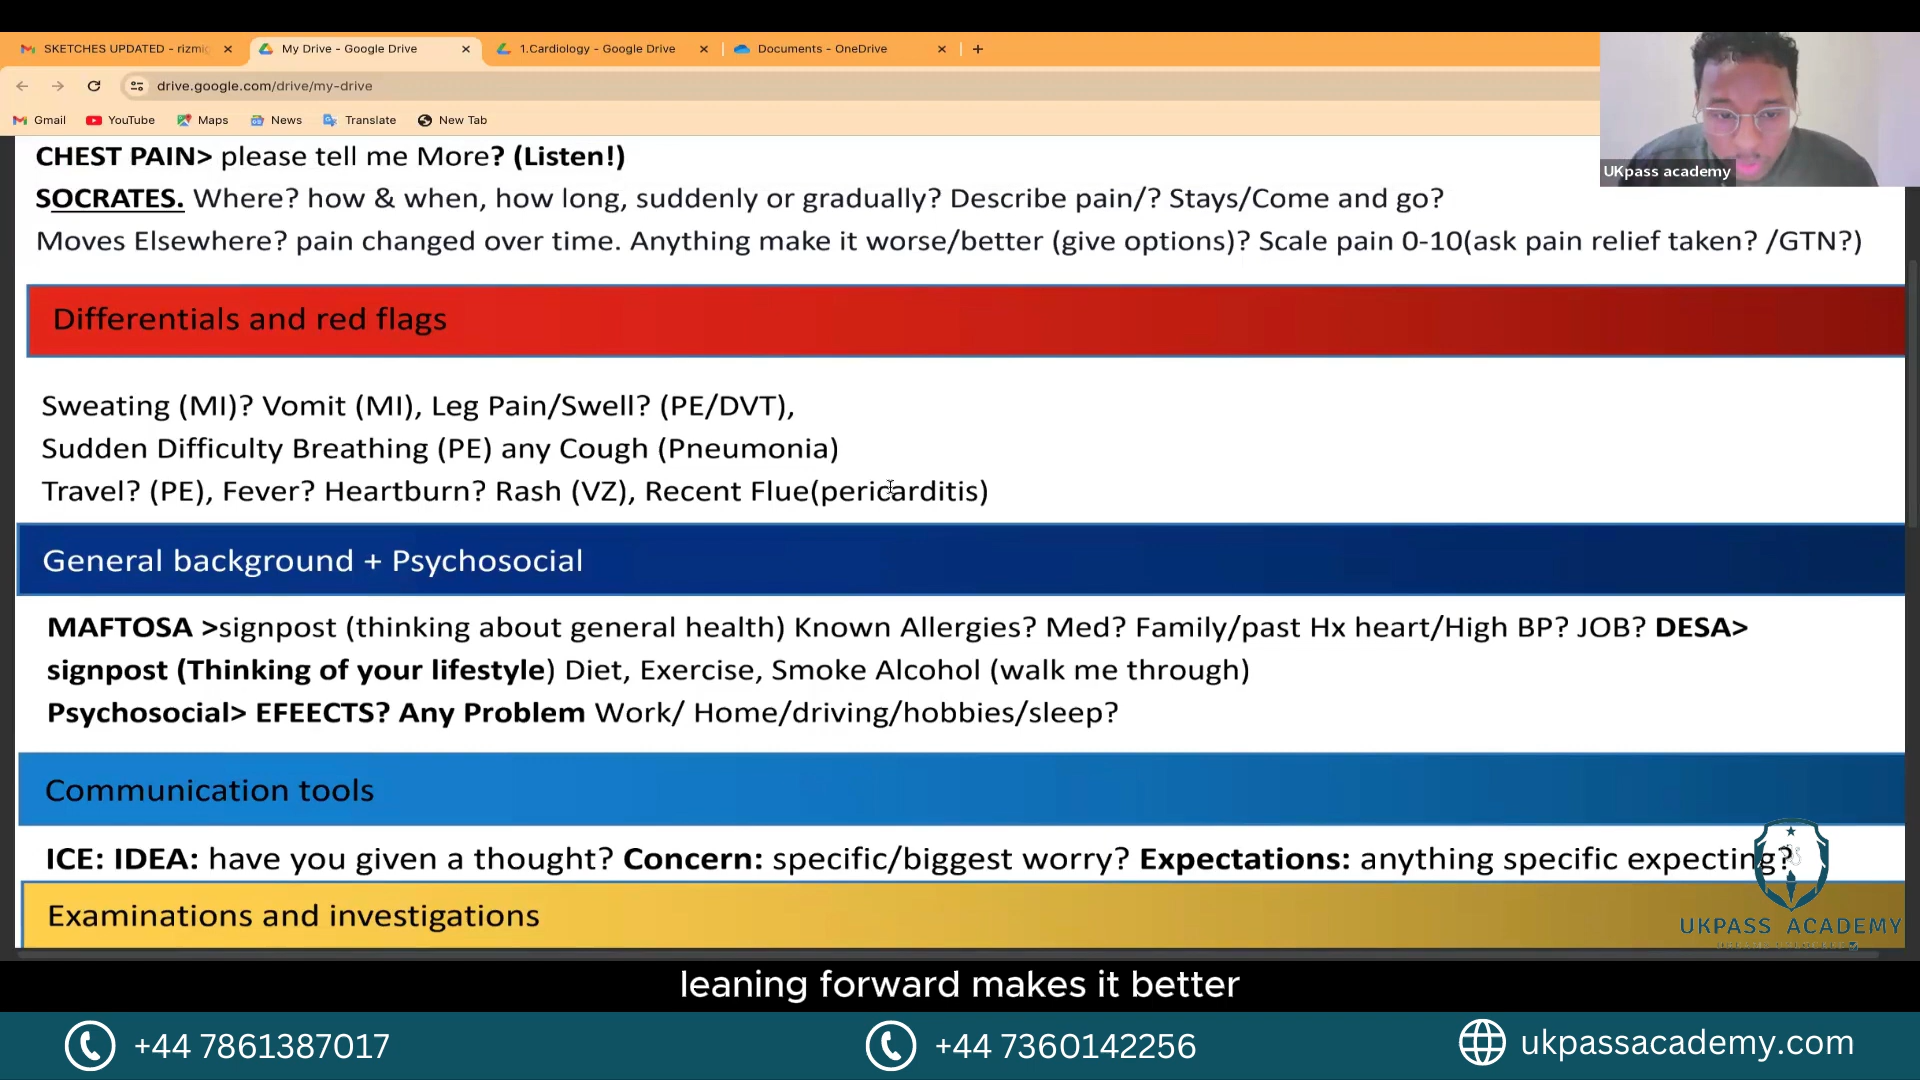 SKETCHES UPDATED - rizmi
My Drive - Google Drive
1.Cardiology - Google Drive
Documents - OneDrive
drive.google.com/drive/my-drive
Gmail
YouTube
Maps
News
Translate
New Tab
UKpass academy
CHEST PAIN> please tell me More? (Listen!)
SOCRATES. Where? how & when, how long, suddenly or gradually? Describe pain/? Stays/Come and go?
Moves Elsewhere? pain changed over time. Anything make it worse/better (give options)? Scale pain 0-10(ask pain relief taken? /GTN?)
Differentials and red flags
Sweating (MI)? Vomit (MI), Leg Pain/Swell? (PE/DVT),
Sudden Difficulty Breathing (PE) any Cough (Pneumonia)
Travel? (PE), Fever? Heartburn? Rash (VZ), Recent Flue(pericarditis)
General background + Psychosocial
MAFTOSA >signpost (thinking about general health) Known Allergies? Med? Family/past Hx heart/High BP? JOB? DESA>
signpost (Thinking of your lifestyle) Diet, Exercise, Smoke Alcohol (walk me through)
Psychosocial> EFEECTS? Any Problem Work/ Home/driving/hobbies/sleep?
Communication tools
ICE: IDEA: have you given a thought? Concern: specific/biggest worry? Expectations: anything specific expecting?
Examinations and investigations
UKPASS ACADEMY
leaning forward makes it better
+44 7861387017
+44 7360142256
ukpassacademy.com